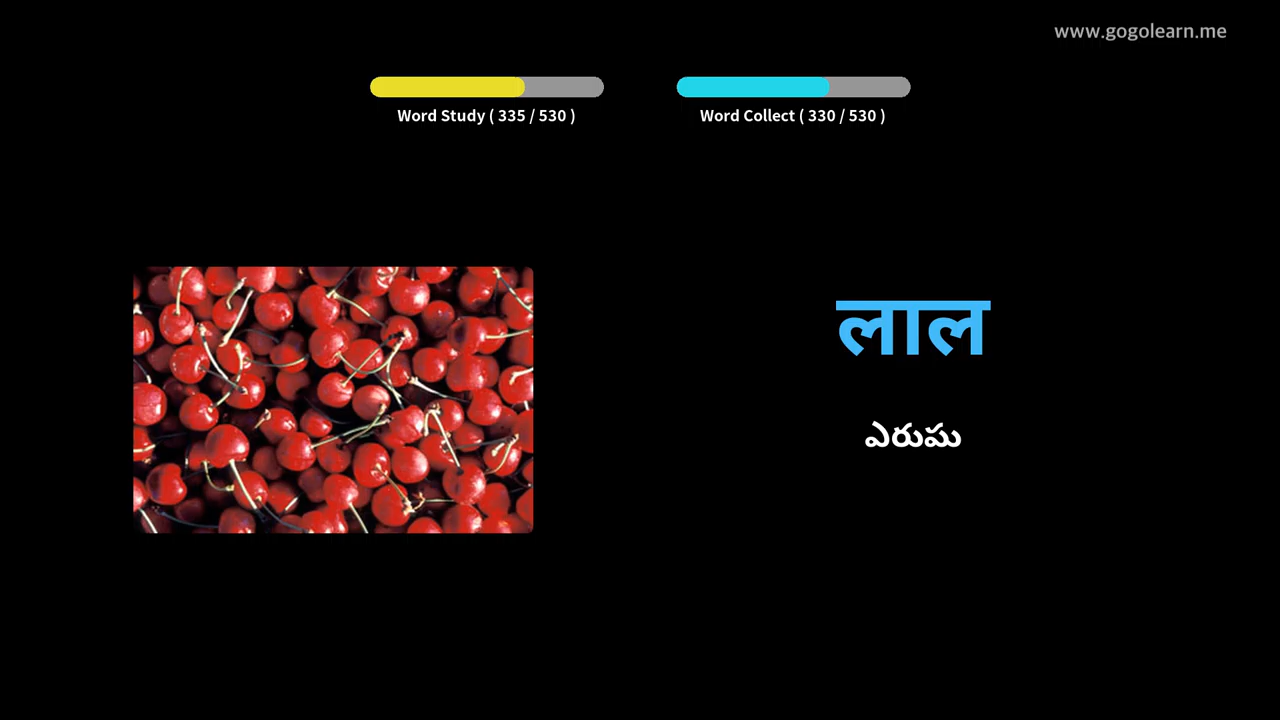 www.gogolearn.me
Word Study ( 335 / 530 )
Word Collect ( 330 / 530 )
लाल
ఎరుపు